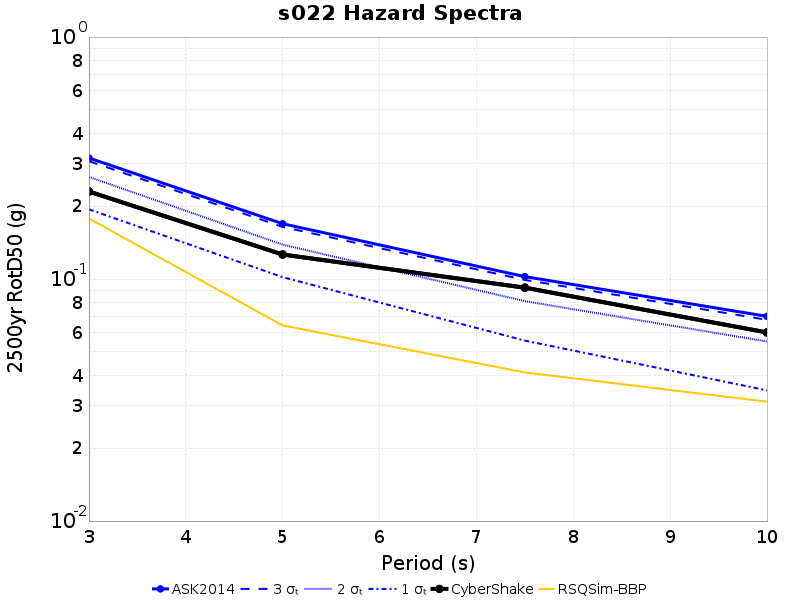 s022 Hazard Spectra
10^0
8
6
4
3
2
10^-1
8
6
4
3
2
10^-2
2500yr RotD50 (g)
3 4 5 6 7 8 9 10
Period (s)
ASK2014 3 σₜ 2 σₜ 1 σₜ CyberShake RSQSim-BBP